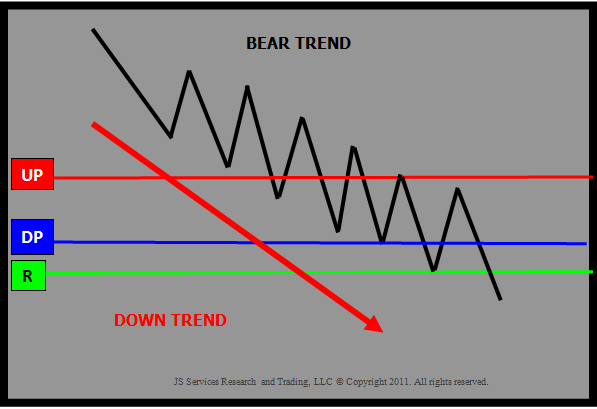 BEAR TREND
UP
DP
R
DOWN TREND
JS Services Research and Trading, LLC © Copyright 2011. All rights reserved.